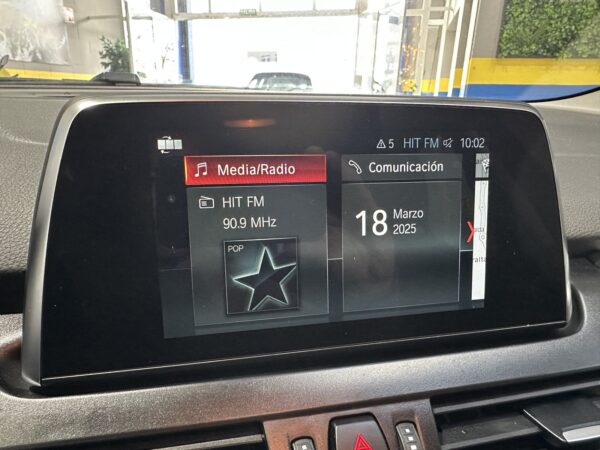 5 HIT FM 10:02
Media/Radio
Comunicación
HIT FM
90.9 MHz
POP
18 Marzo
2025